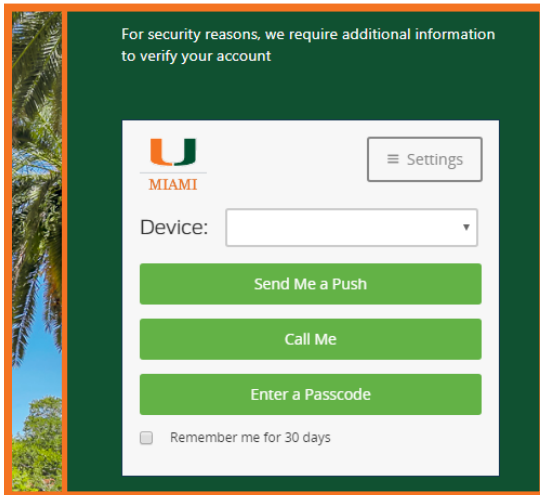 For security reasons, we require additional information
to verify your account
MIAMI
≡ Settings
Device:
Send Me a Push
Call Me
Enter a Passcode
Remember me for 30 days